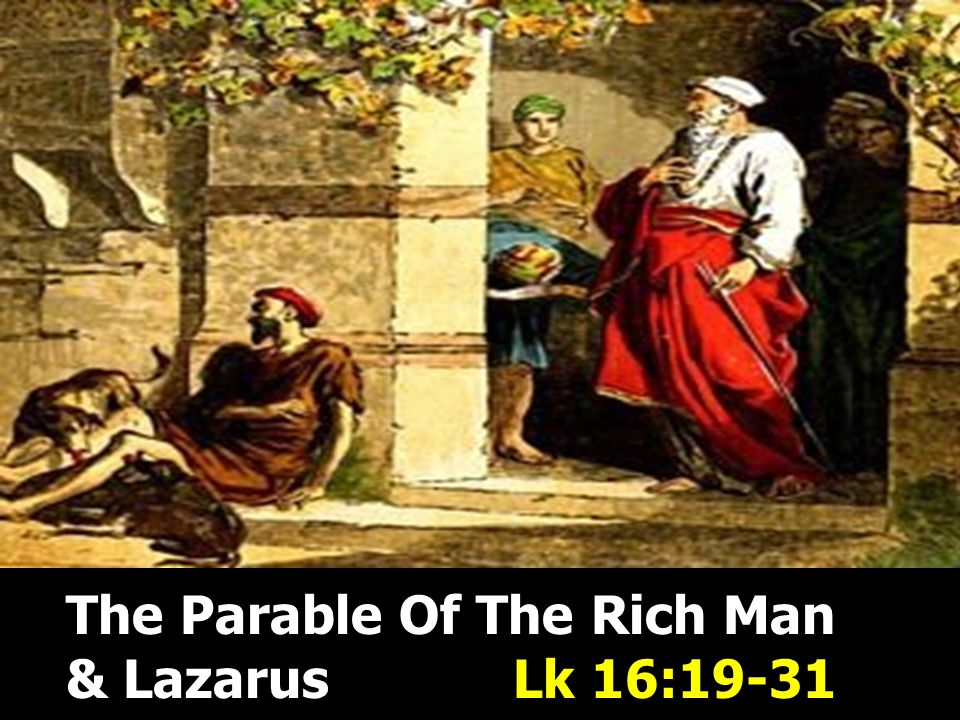 The Parable Of The Rich Man
& Lazarus Lk 16:19-31